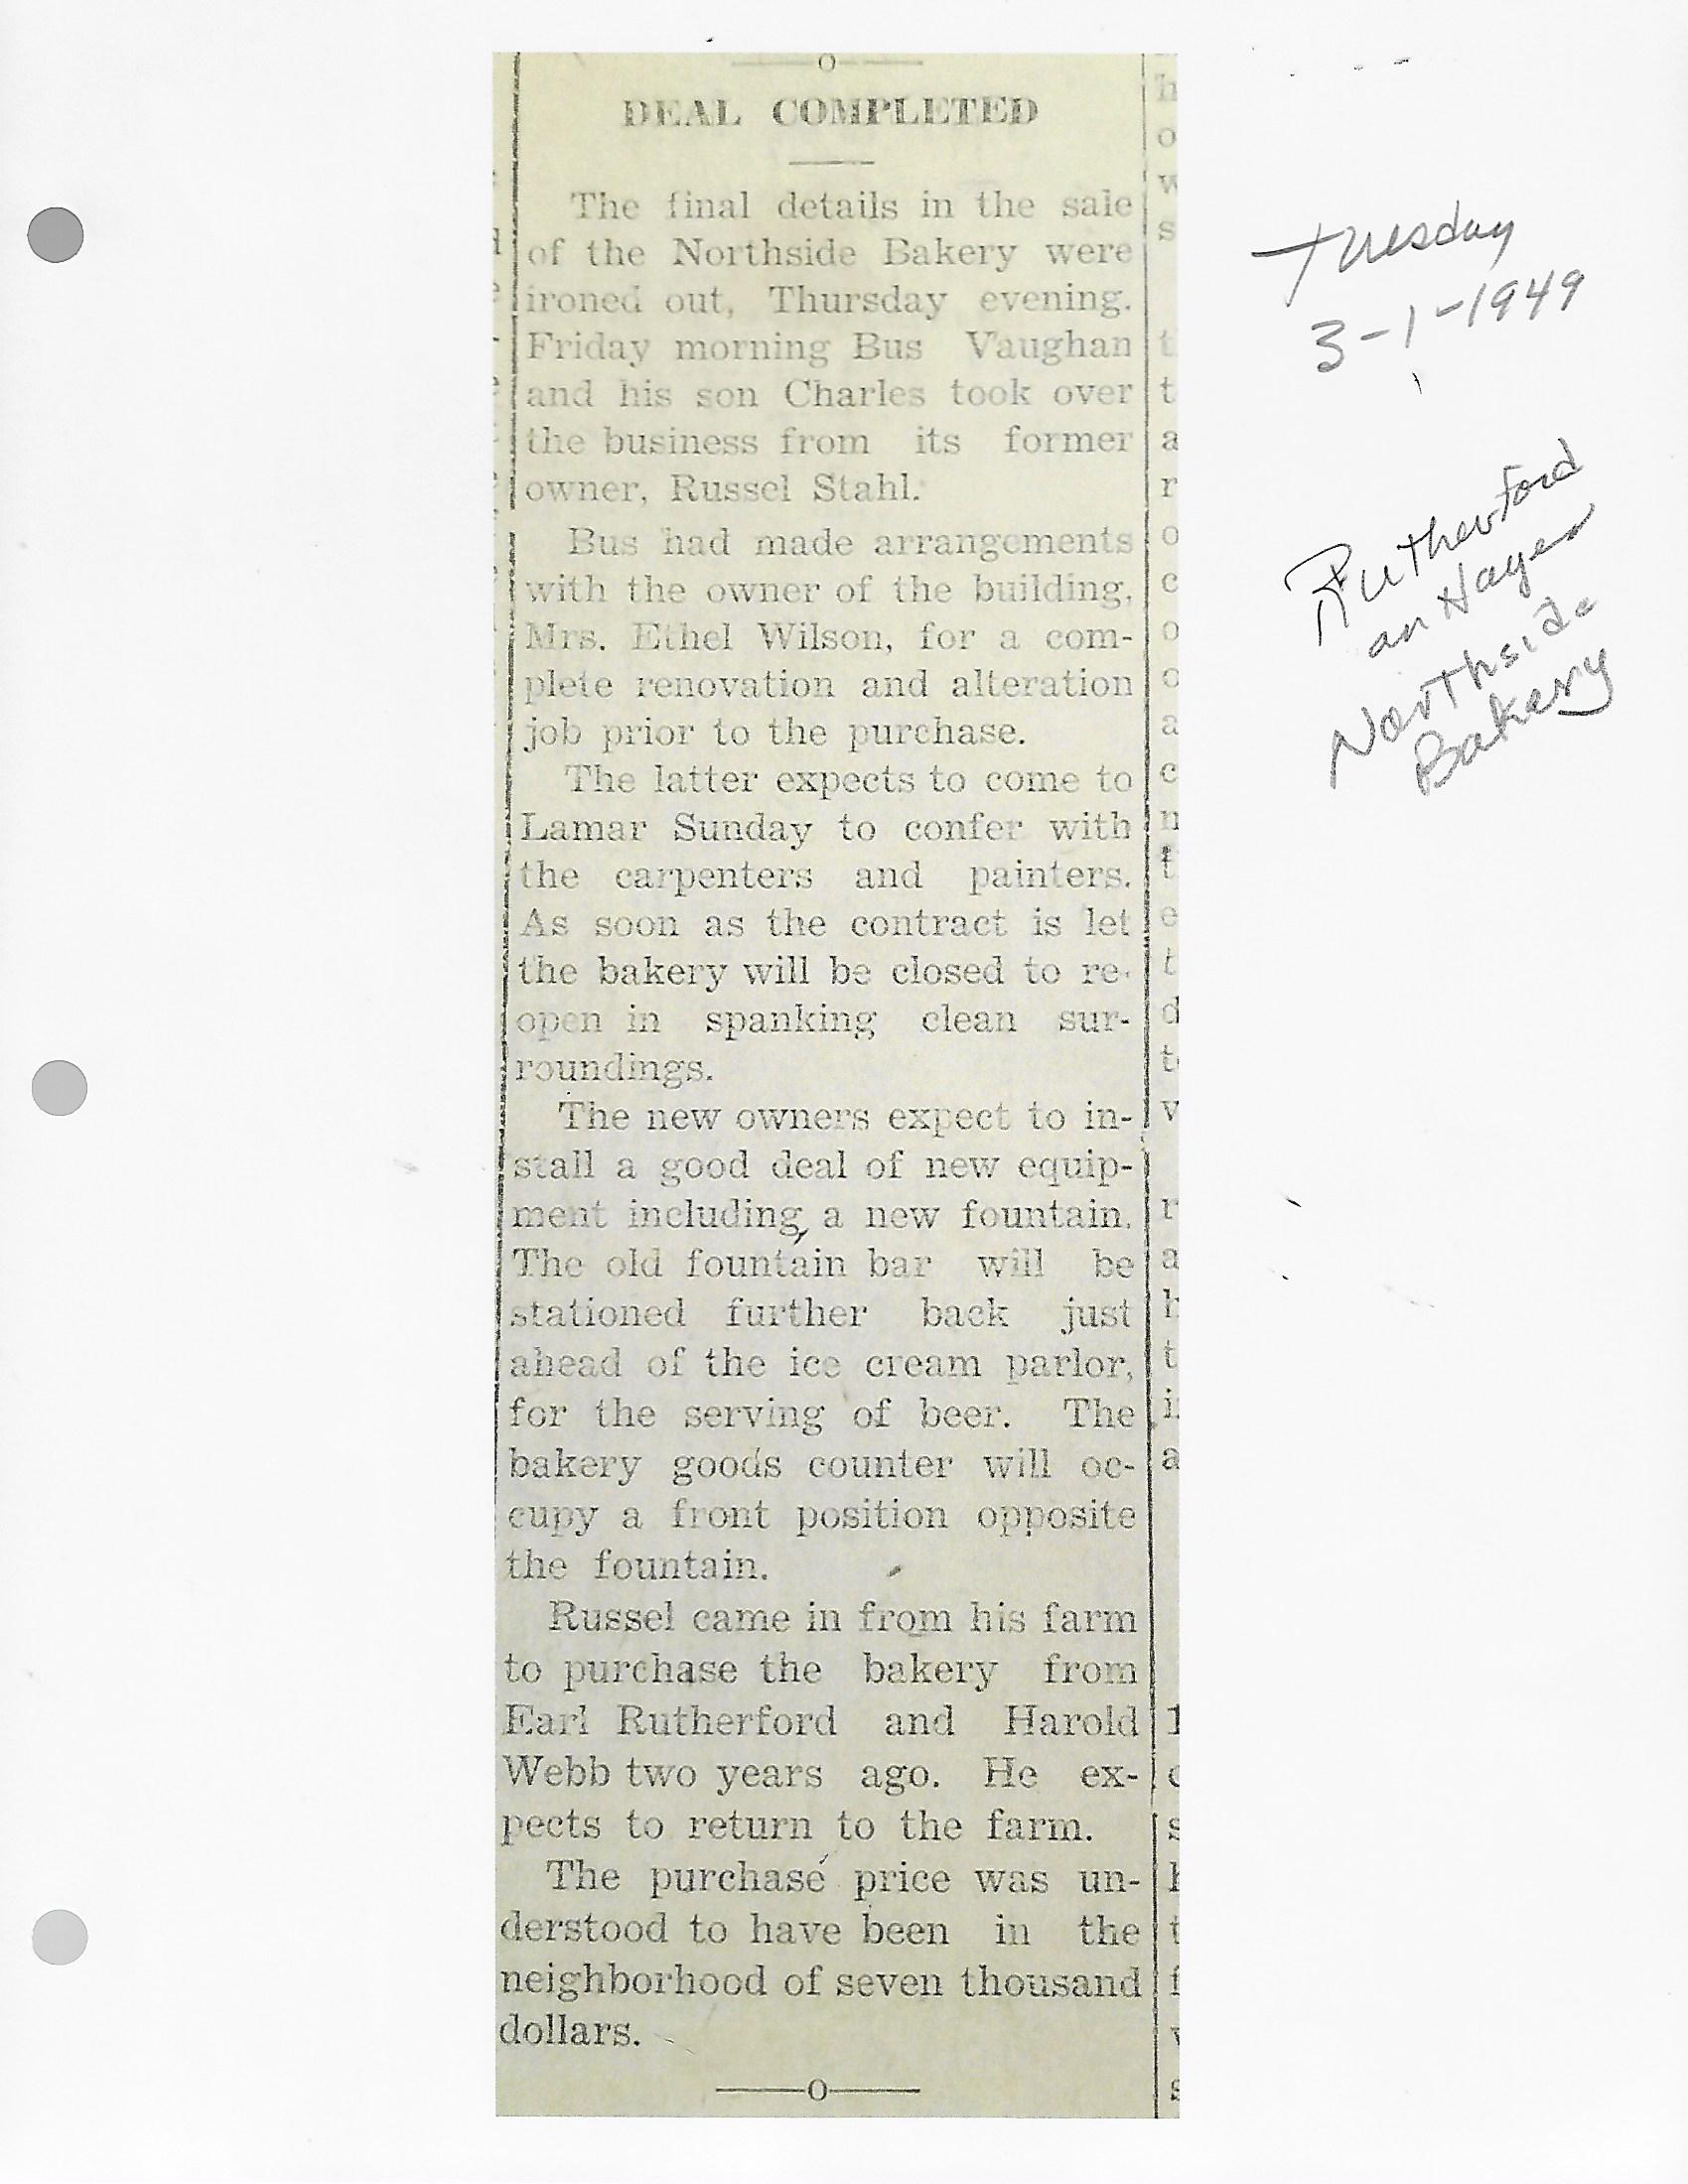 DEAL COMPLETED
The final details in the sale
of the Northside Bakery were
ironed out, Thursday evening.
Friday morning Bus Vaughan
and his son Charles took over
the business from its former
owner, Russel Stahl.
Bus had made arrangements
with the owner of the building,
Mrs. Ethel Wilson, for a com-
plete renovation and alteration
job prior to the purchase.
The latter expects to come to
Lamar Sunday to confer with
the carpenters and painters.
As soon as the contract is let
the bakery will be closed to re-
open in spanking clean sur-
roundings.
The new owners expect to in-
stall a good deal of new equip-
ment including a new fountain.
The old fountain bar will be
stationed further back just
ahead of the ice cream parlor,
for the serving of beer. The
bakery goods counter will oc-
cupy a front position opposite
the fountain.
Russel came in from his farm
to purchase the bakery from
Earl Rutherford and Harold
Webb two years ago. He ex-
pects to return to the farm.
The purchase price was un-
derstood to have been in the
neighborhood of seven thousand
dollars.
Tuesday
3-1-1949
Rutherford
an Hayes
Northside
Bakery